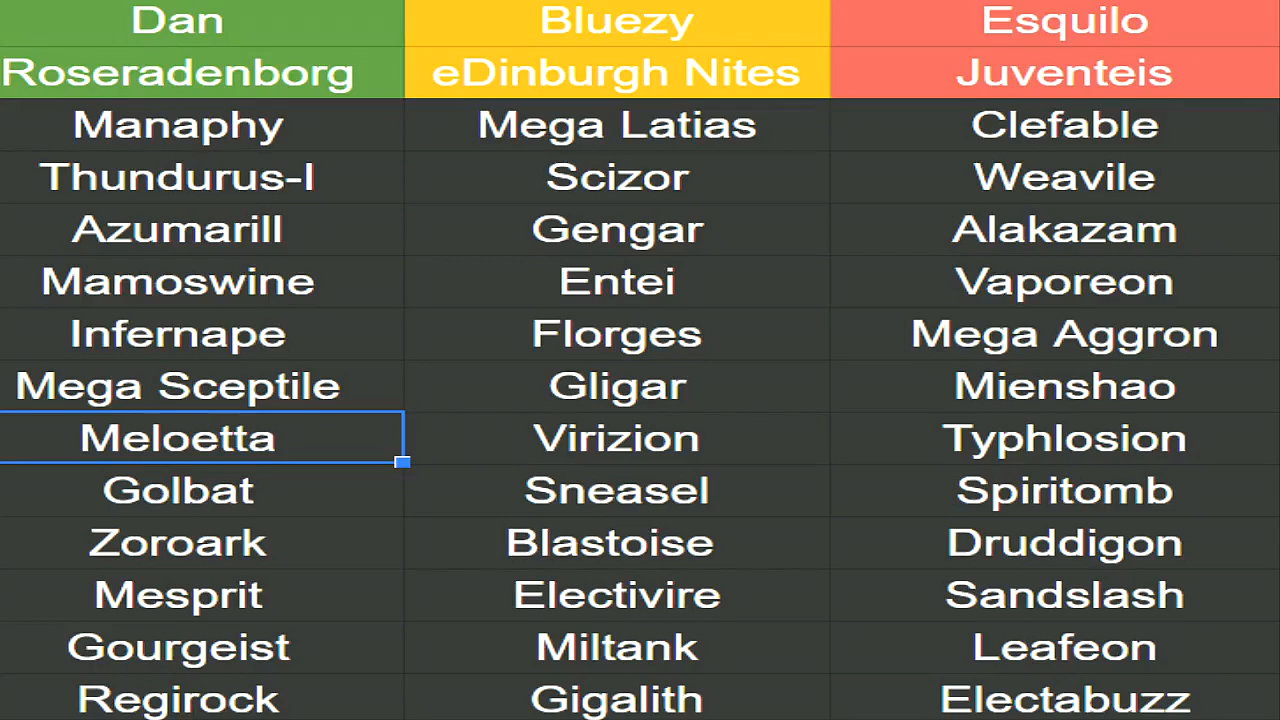 Dan Bluezy Esquilo
Roseradenborg eDinburgh Nites Juventeis
Manaphy Mega Latias Clefable
Thundurus-I Scizor Weavile
Azumarill Gengar Alakazam
Mamoswine Entei Vaporeon
Infernape Florges Mega Aggron
Mega Sceptile Gligar Mienshao
Meloetta Virizion Typhlosion
Golbat Sneasel Spiritomb
Zoroark Blastoise Druddigon
Mesprit Electivire Sandslash
Gourgeist Miltank Leafeon
Regirock Gigalith Electabuzz